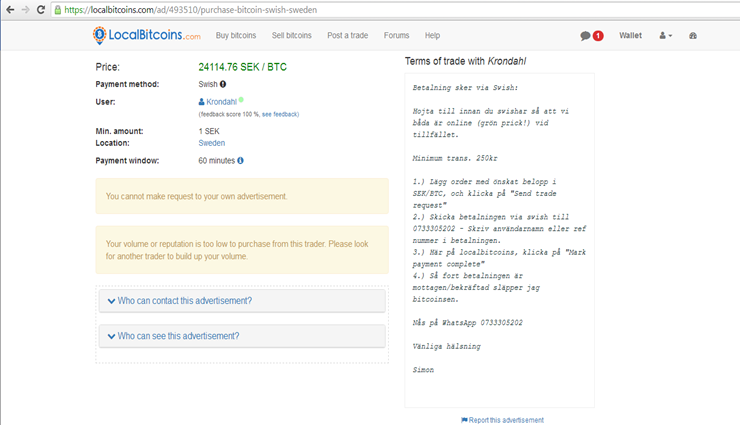 https://localbitcoins.com/ad/493510/purchase-bitcoin-swish-sweden
LocalBitcoins.com
Buy bitcoins
Sell bitcoins
Post a trade
Forums
Help
1
Wallet
Price:
24114.76 SEK / BTC
Payment method:
Swish
User:
Krondahl
(feedback score 100 %, see feedback)
Min. amount:
1 SEK
Location:
Sweden
Payment window:
60 minutes
You cannot make request to your own advertisement.
Your volume or reputation is too low to purchase from this trader. Please look
for another trader to build up your volume.
Who can contact this advertisement?
Who can see this advertisement?
Terms of trade with Krondahl
Betalning sker via Swish:
Mojta till innan du swishar så att vi
båda är online (grön prick!) vid
tillfället.
Minimum trans. 250kr
1.) Lägg order med önskat belopp i
SEK/BTC, och klicka på "Send trade
request"
2.) Skicka betalningen via swish till
0733305202 - Skriv användarnamn eller ref
nummer i betalningen.
3.) Här på localbitcoins, klicka på "Mark
payment complete"
4.) Så fort betalningen är
mottagen/bekräftad släpper jag
bitcoinsen.
Nås på WhatsApp 0733305202
Vänliga hälsning
Simon
Report this advertisement